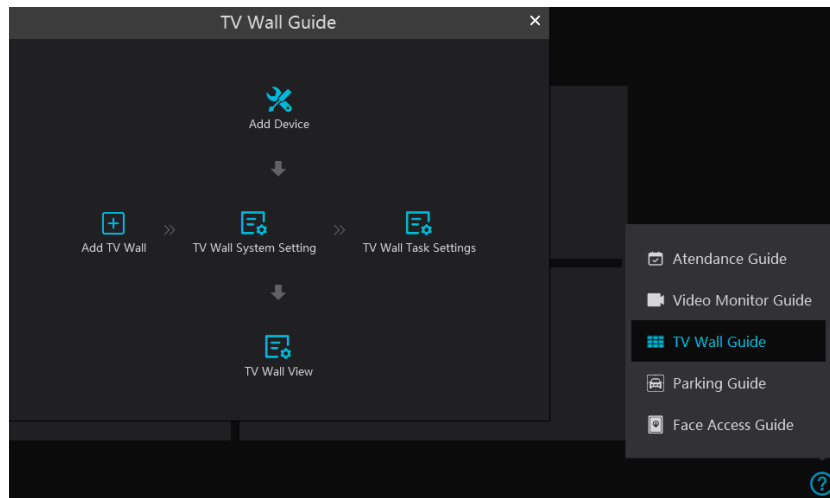 TV Wall Guide
Add Device
Add TV Wall
TV Wall System Setting
TV Wall Task Settings
TV Wall View
Atendance Guide
Video Monitor Guide
TV Wall Guide
Parking Guide
Face Access Guide